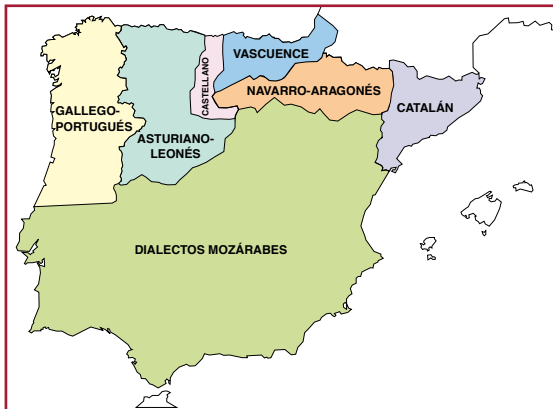 VASCUENCE
CASTELLANO
NAVARRO-ARAGONÉS
GALLEGO-
PORTUGUÉS
CATALÁN
ASTURIANO-
LEONÉS
DIALECTOS MOZÁRABES